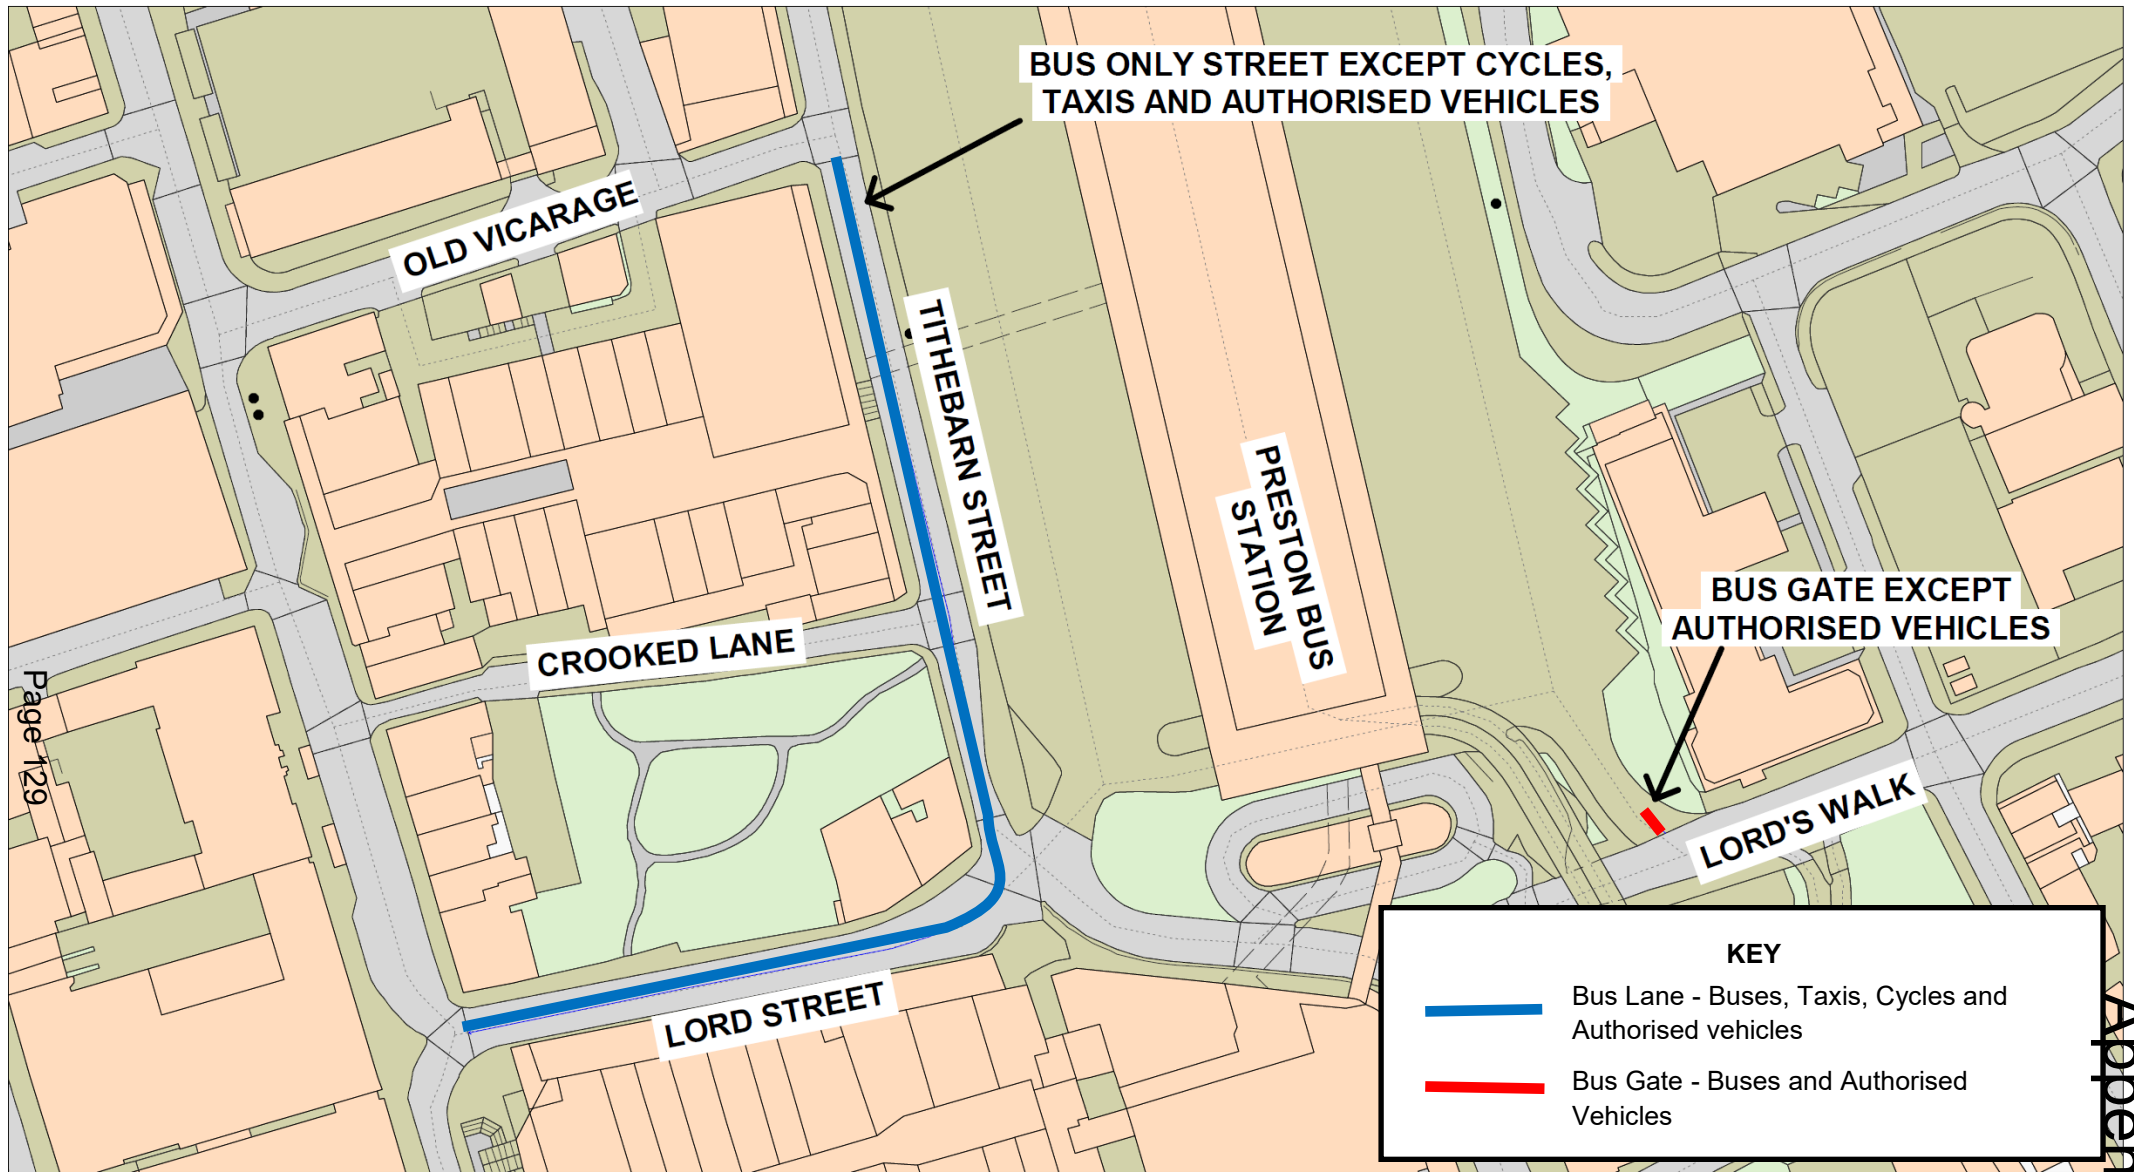 BUS ONLY STREET EXCEPT CYCLES,
TAXIS AND AUTHORISED VEHICLES
OLD VICARAGE
TITHEBARN STREET
PRESTON BUS
STATION
BUS GATE EXCEPT
AUTHORISED VEHICLES
CROOKED LANE
Page 129
LORD'S WALK
LORD STREET
KEY
Bus Lane - Buses, Taxis, Cycles and
Authorised vehicles
Bus Gate - Buses and Authorised
Vehicles
Appen